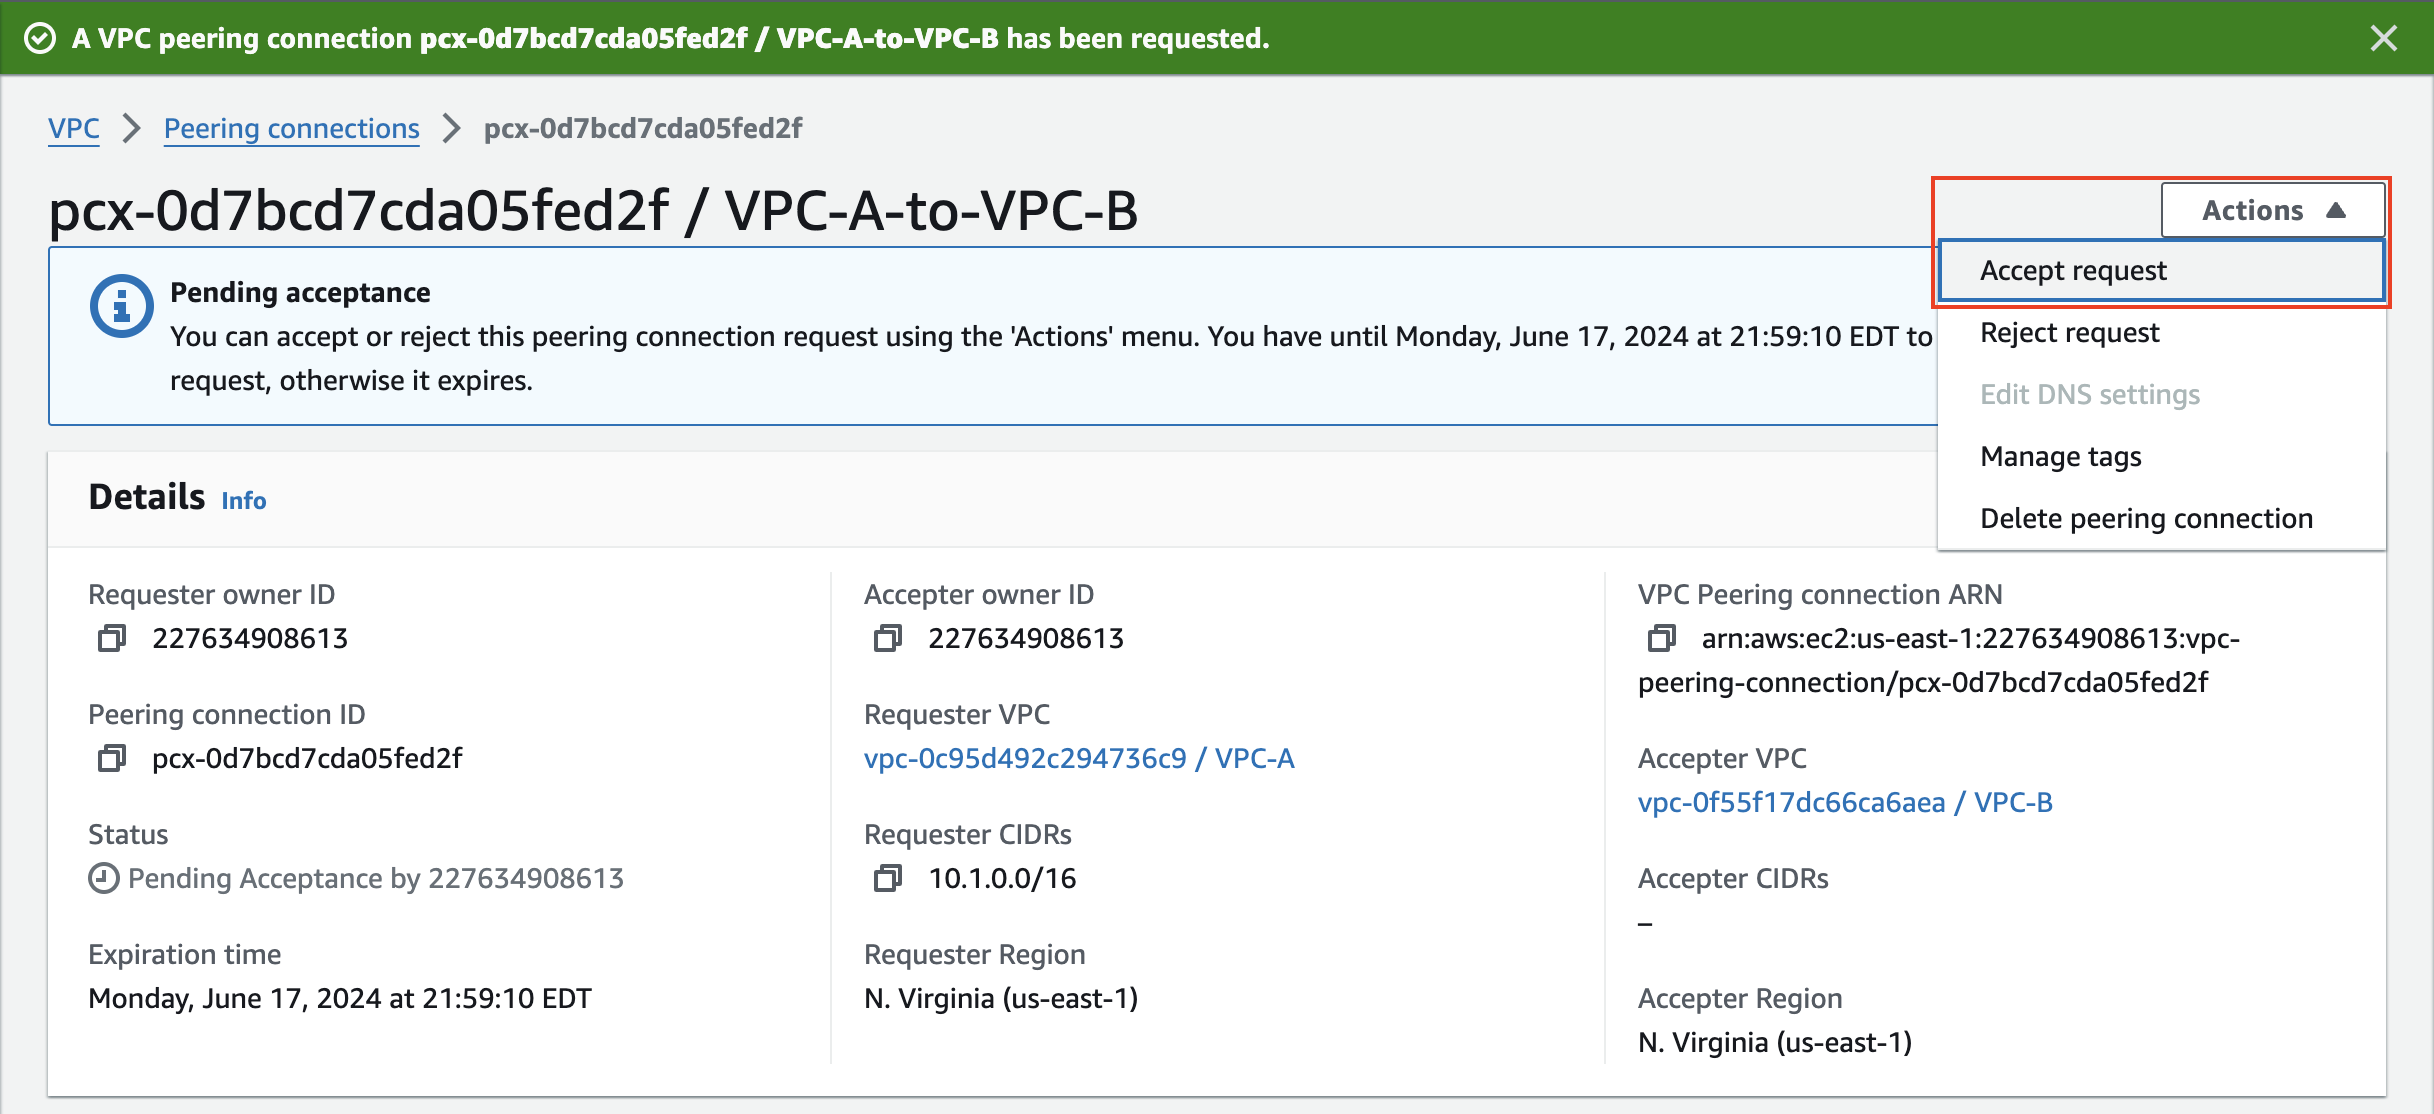 A VPC peering connection pcx-0d7bcd7cda05fed2f / VPC-A-to-VPC-B has been requested.
VPC
Peering connections
pcx-0d7bcd7cda05fed2f
pcx-0d7bcd7cda05fed2f / VPC-A-to-VPC-B
Actions
Accept request
Reject request
Edit DNS settings
Manage tags
Delete peering connection
Pending acceptance
You can accept or reject this peering connection request using the 'Actions' menu. You have until Monday, June 17, 2024 at 21:59:10 EDT to
request, otherwise it expires.
Details Info
Requester owner ID
227634908613
Peering connection ID
pcx-0d7bcd7cda05fed2f
Status
Pending Acceptance by 227634908613
Expiration time
Monday, June 17, 2024 at 21:59:10 EDT
Accepter owner ID
227634908613
Requester VPC
vpc-0c95d492c294736c9 / VPC-A
Requester CIDRs
10.1.0.0/16
Requester Region
N. Virginia (us-east-1)
VPC Peering connection ARN
arn:aws:ec2:us-east-1:227634908613:vpc-
peering-connection/pcx-0d7bcd7cda05fed2f
Accepter VPC
vpc-0f55f17dc66ca6aea / VPC-B
Accepter CIDRs
–
Accepter Region
N. Virginia (us-east-1)